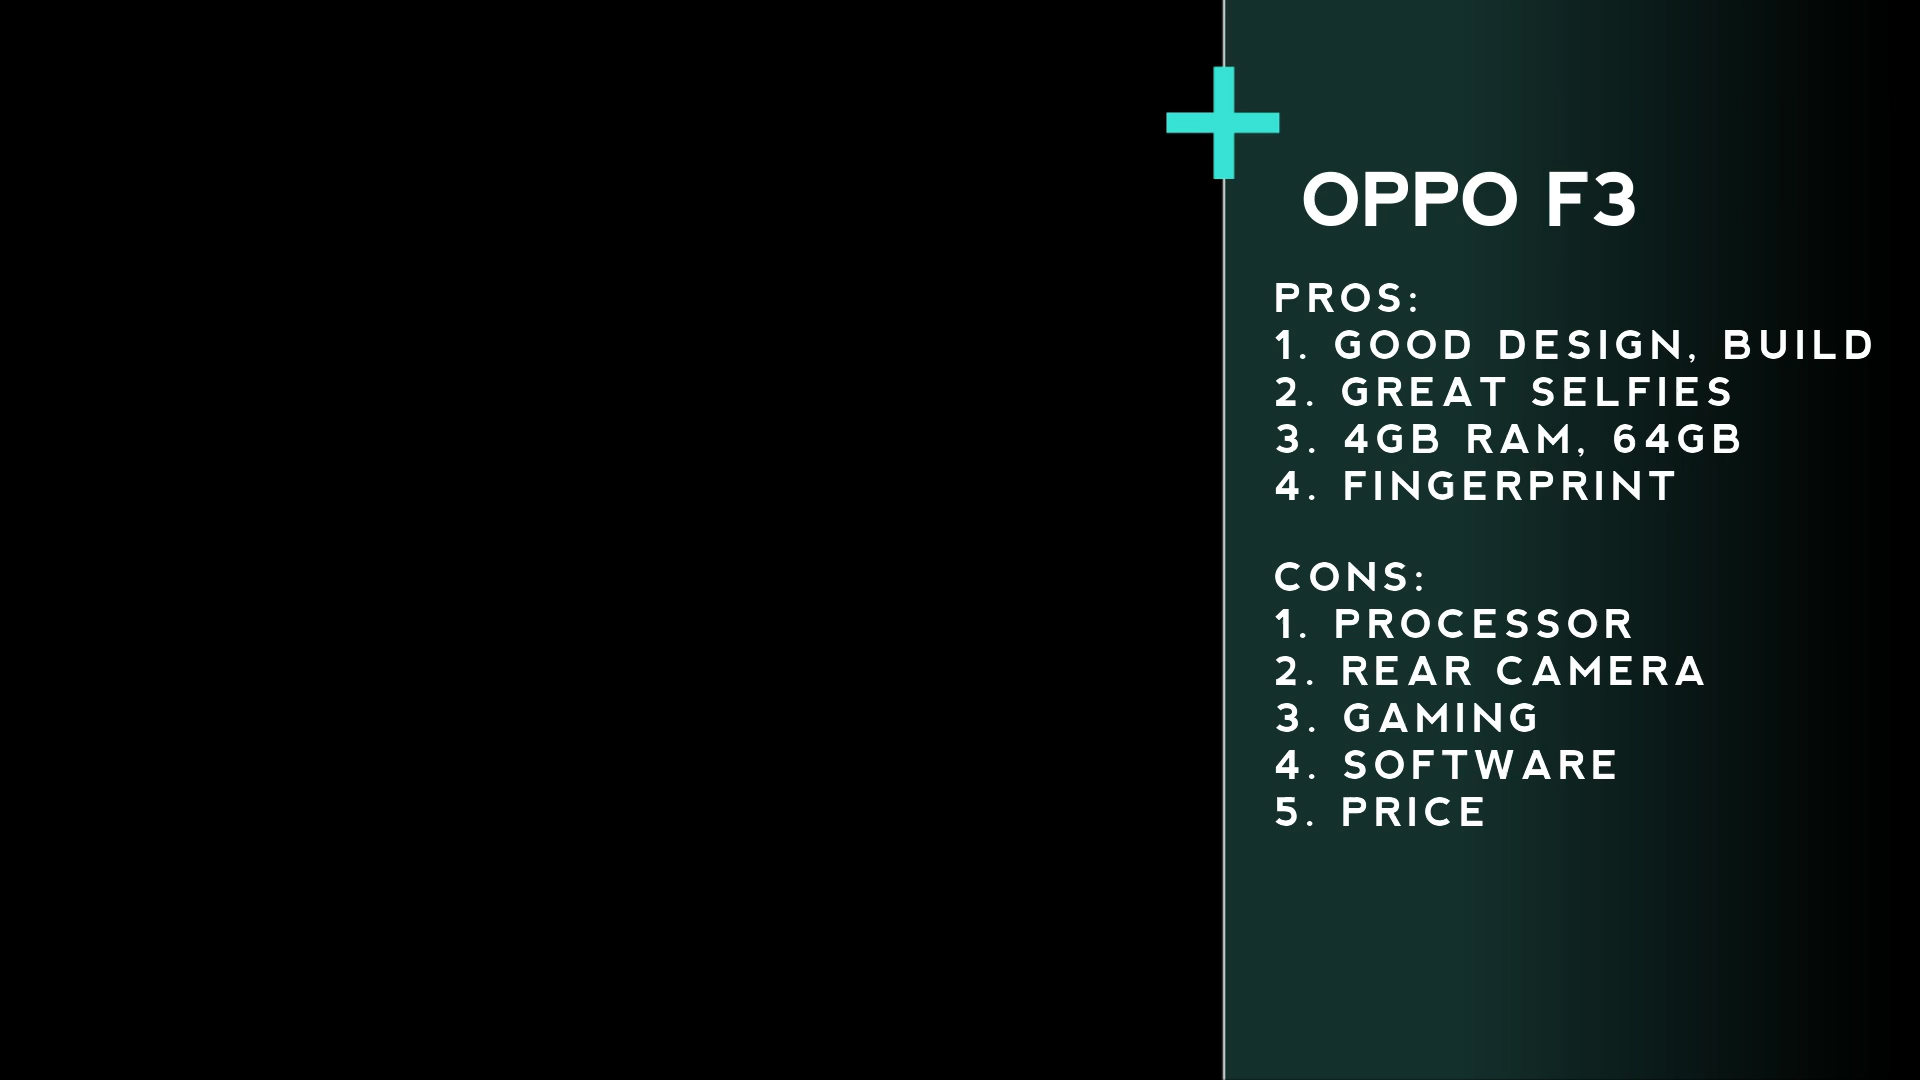 OPPO F3
PROS:
1. GOOD DESIGN, BUILD
2. GREAT SELFIES
3. 4GB RAM, 64GB
4. FINGERPRINT
CONS:
1. PROCESSOR
2. REAR CAMERA
3. GAMING
4. SOFTWARE
5. PRICE